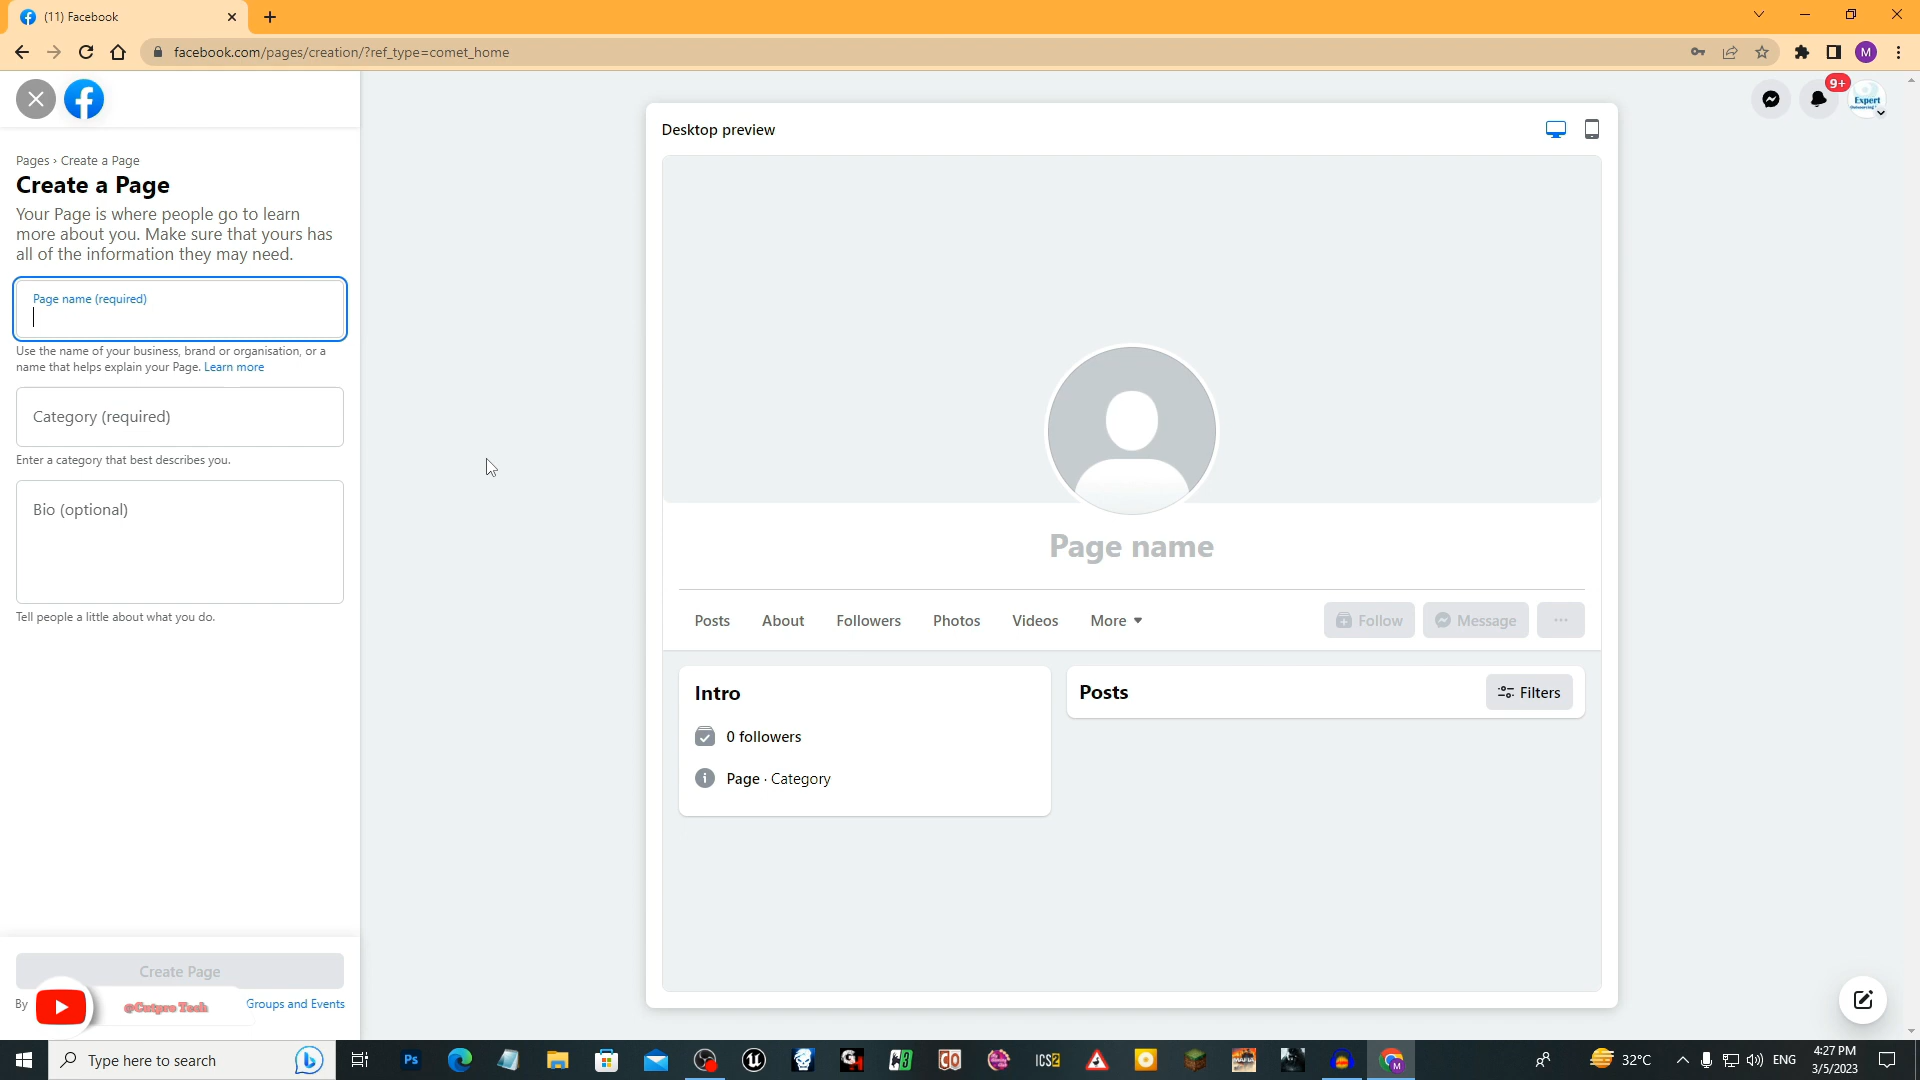 (11) Facebook
facebook.com/pages/creation/?ref_type=comet_home
M
9+
Expert
Pages › Create a Page
Create a Page
Your Page is where people go to learn
more about you. Make sure that yours has
all of the information they may need.
Page name (required)
Use the name of your business, brand or organisation, or a
name that helps explain your Page. Learn more
Category (required)
Enter a category that best describes you.
Bio (optional)
Tell people a little about what you do.
Create Page
By
@Cutpro Tech
Groups and Events
Desktop preview
Page name
Posts
About
Followers
Photos
Videos
More
Follow
Message
Intro
0 followers
Page · Category
Posts
Filters
Type here to search
Ps
ICS2
M
32°C
ENG
4:27 PM
3/5/2023